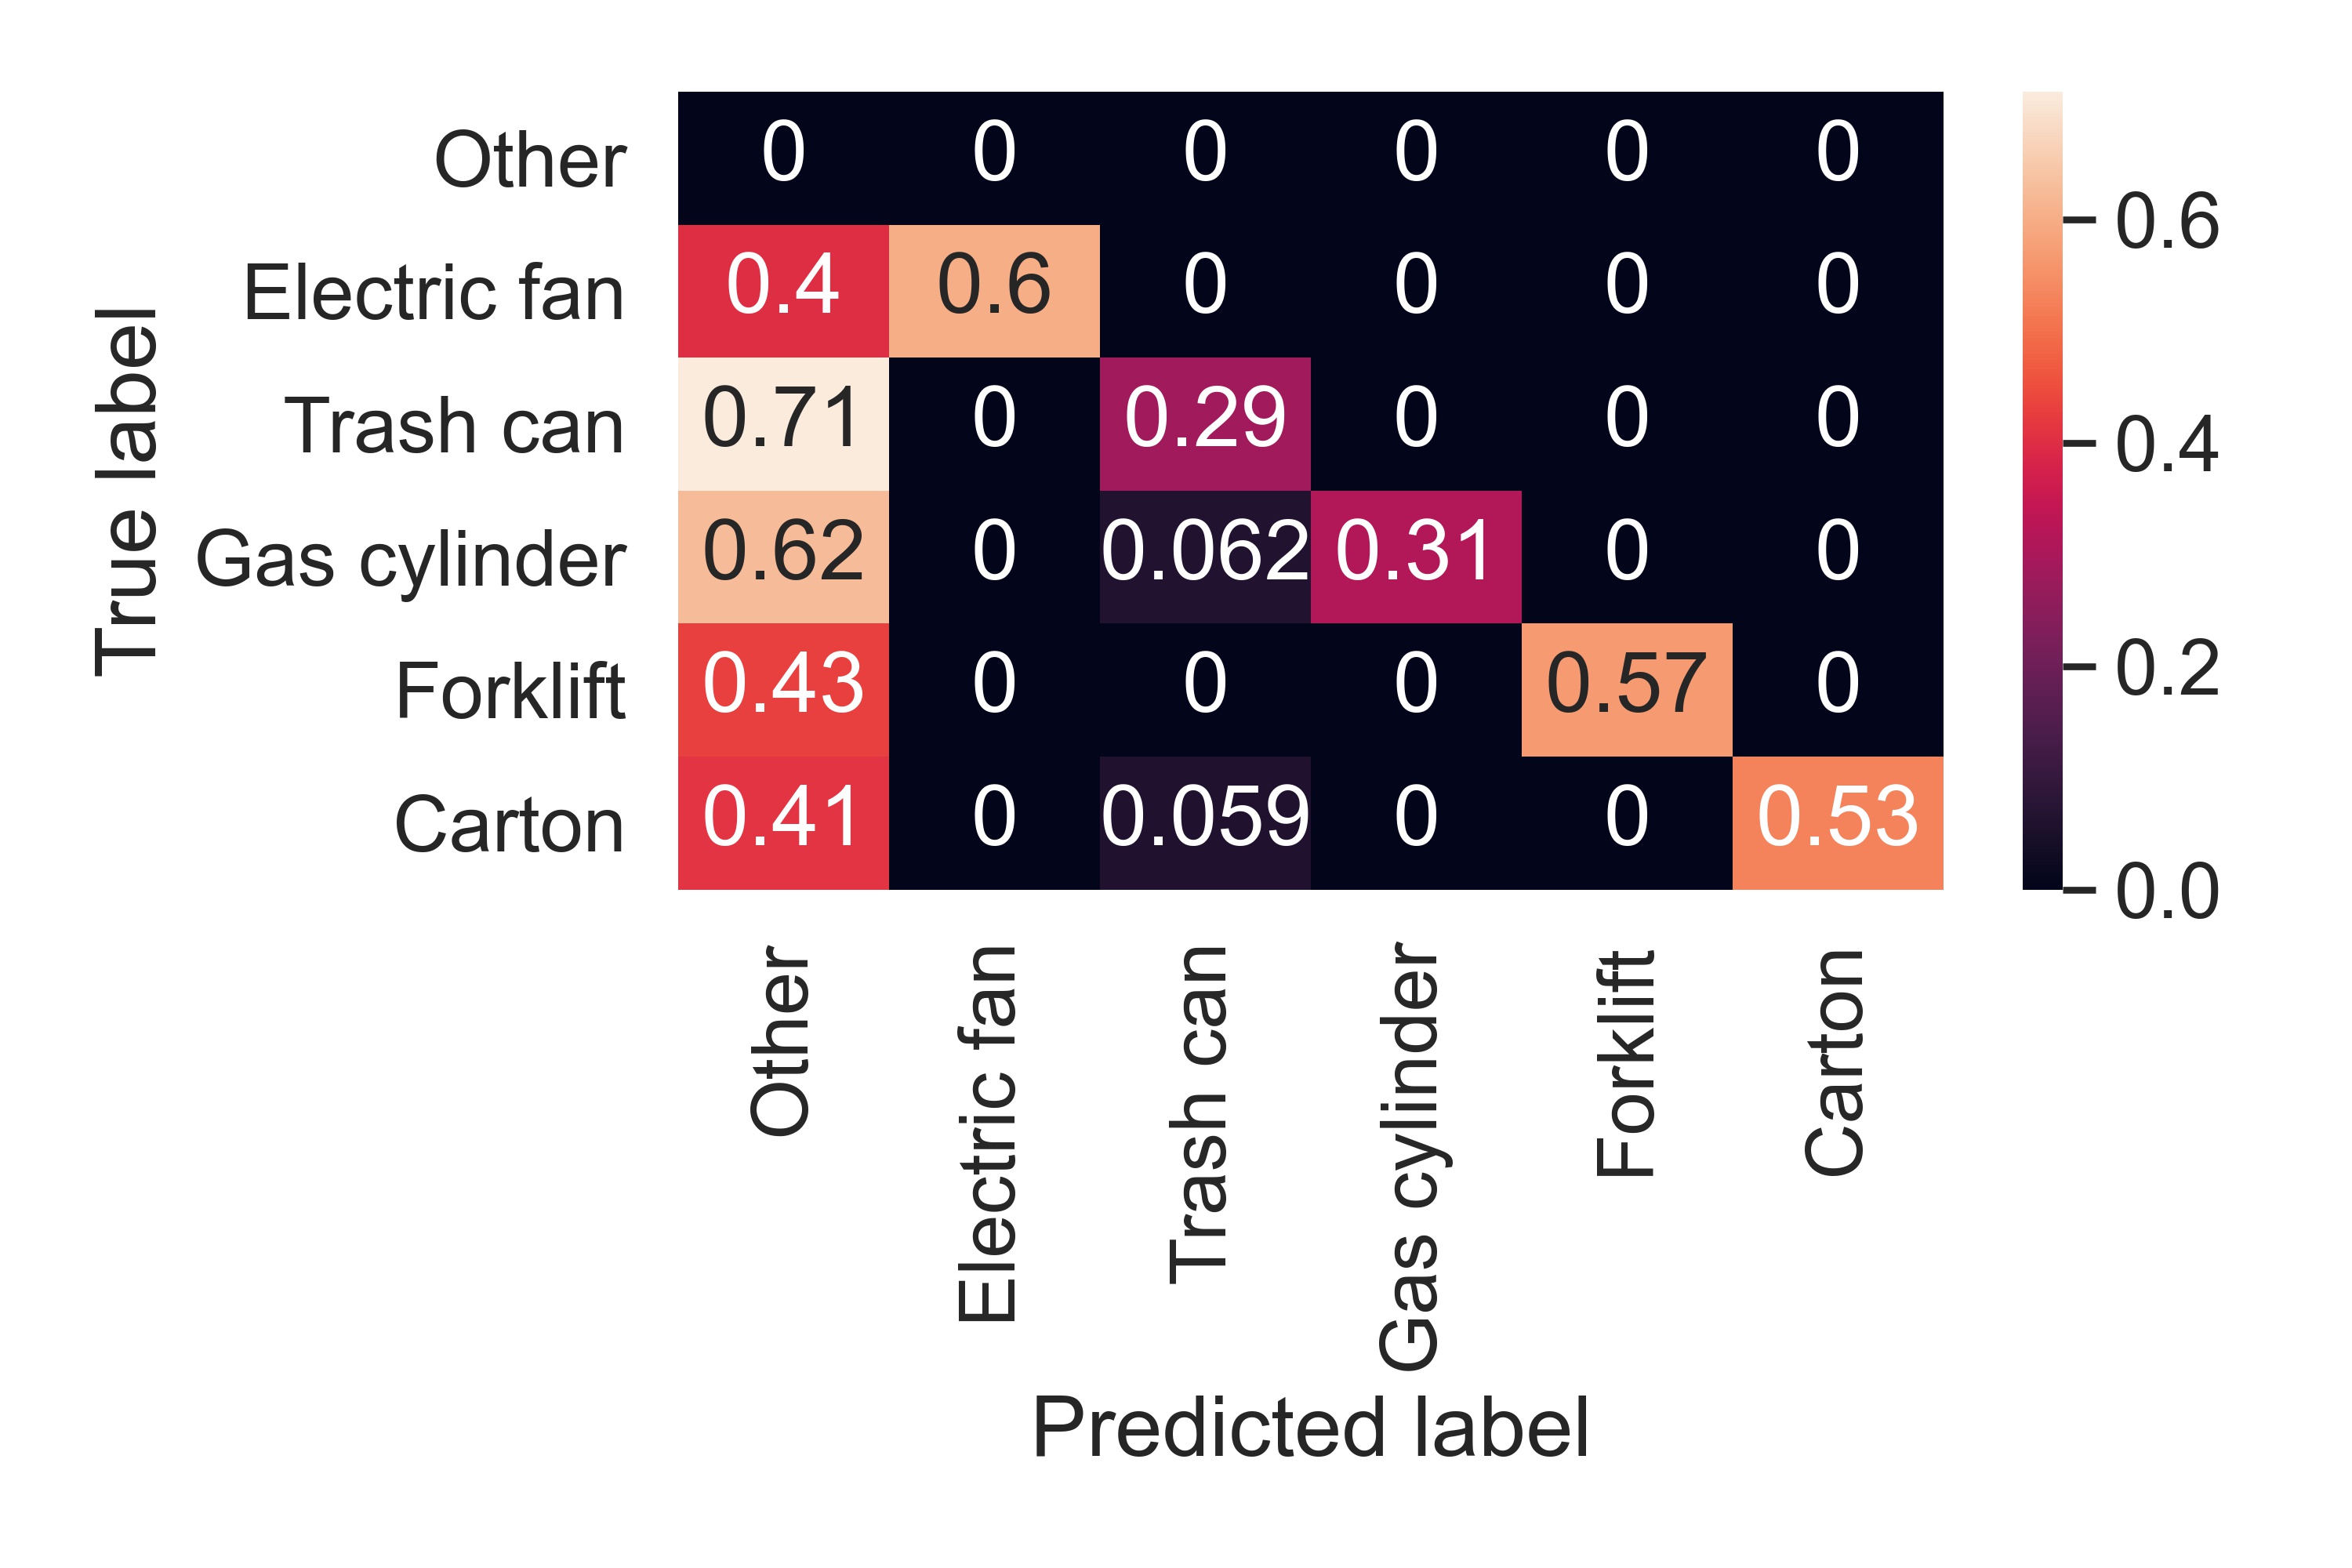 Other 0 0 0 0 0 0
Electric fan 0.4 0.6 0 0 0 0
Trash can 0.71 0 0.29 0 0 0
Gas cylinder 0.62 0 0.062 0.31 0 0
Forklift 0.43 0 0 0 0.57 0
Carton 0.41 0 0.059 0 0 0.53
True label
0.6
0.4
0.2
0.0
Other
Electric fan
Trash can
Gas cylinder
Forklift
Carton
Predicted label